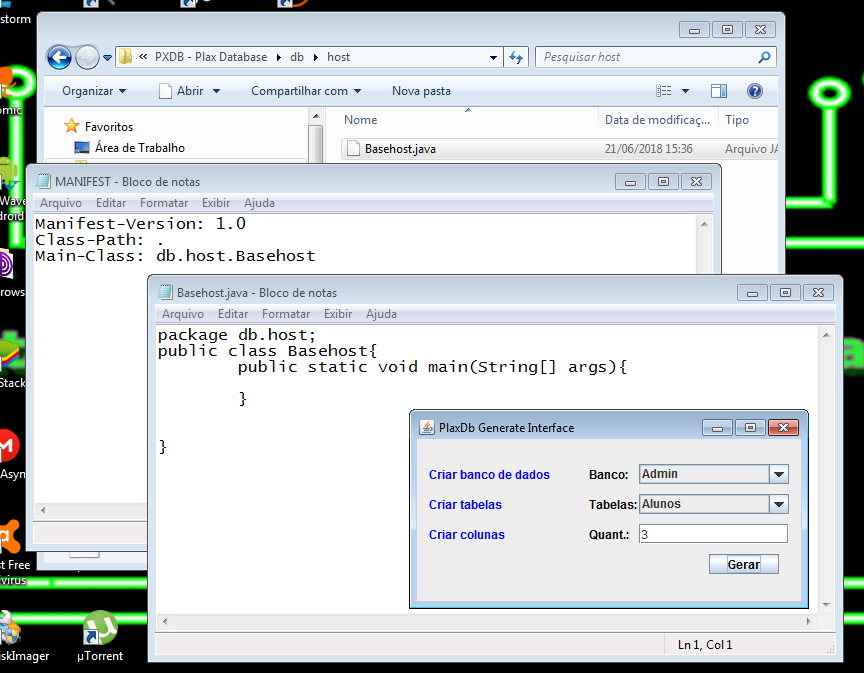 storm
omic
Wave
droid
rows
Stack
Asyn
t Free
virus
skImager
µTorrent
« PXDB - Plax Database ▸ db ▸ host
Pesquisar host
Organizar
Abrir
Compartilhar com
Nova pasta
Favoritos
Área de Trabalho
Nome
Data de modificaç...
Tipo
Basehost.java
21/06/2018 15:36
Arquivo JA
MANIFEST - Bloco de notas
Arquivo Editar Formatar Exibir Ajuda
Manifest-Version: 1.0
Class-Path: .
Main-Class: db.host.Basehost
Basehost.java - Bloco de notas
Arquivo Editar Formatar Exibir Ajuda
package db.host;
public class Basehost{
public static void main(String[] args){
}
}
Ln 1, Col 1
PlaxDb Generate Interface
Criar banco de dados Banco: Admin
Criar tabelas Tabelas: Alunos
Criar colunas Quant.: 3
Gerar